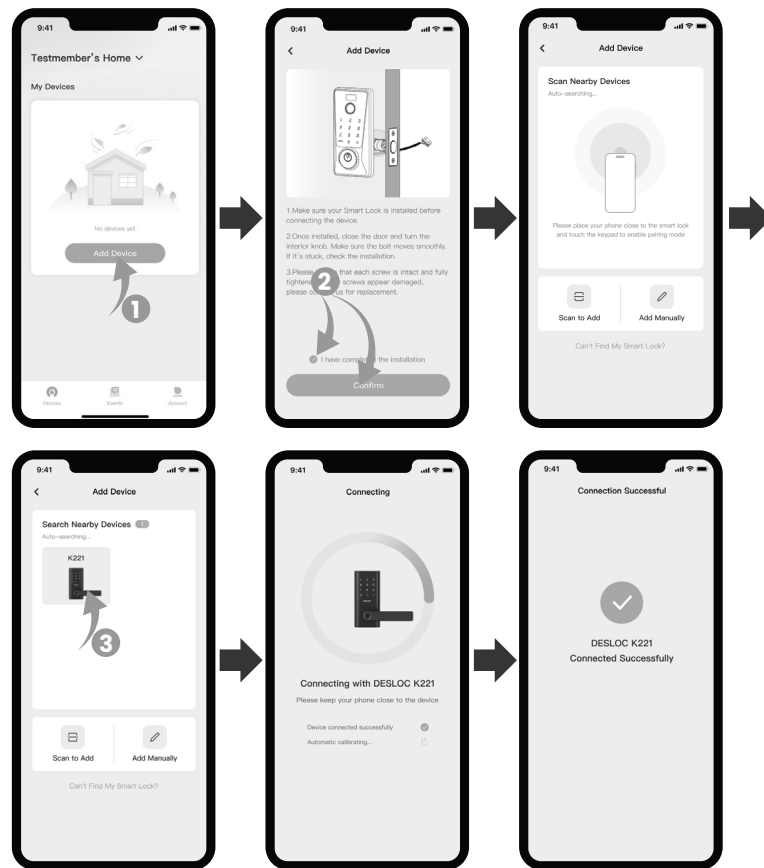 9:41
Testmember's Home
My Devices
No devices yet
Add Device
1
Devices
Events
Account
9:41
Add Device
1.Make sure your Smart Lock is installed before
connecting the device.
2.Once installed, close the door and turn the
Interior knob. Make sure the bolt moves smoothly.
If it's stuck, check the installation.
3.Please that each screw is intact and fully
screws appear damaged,
please us for replacement.
2
I have the installation
Confirm
9:41
Add Device
Scan Nearby Devices
Auto-searching...
Please place your phone close to the smart lock
and touch the keypad to enable pairing mode
Scan to Add
Add Manually
Can't Find My Smart Lock?
9:41
Add Device
Search Nearby Devices 1
Auto-searching...
K221
3
Scan to Add
Add Manually
Can't Find My Smart Lock?
9:41
Connecting
Connecting with DESLOC K221
Please keep your phone close to the device
Device connected successfully
Automatic calibrating...
9:41
Connection Successful
DESLOC K221
Connected Successfully